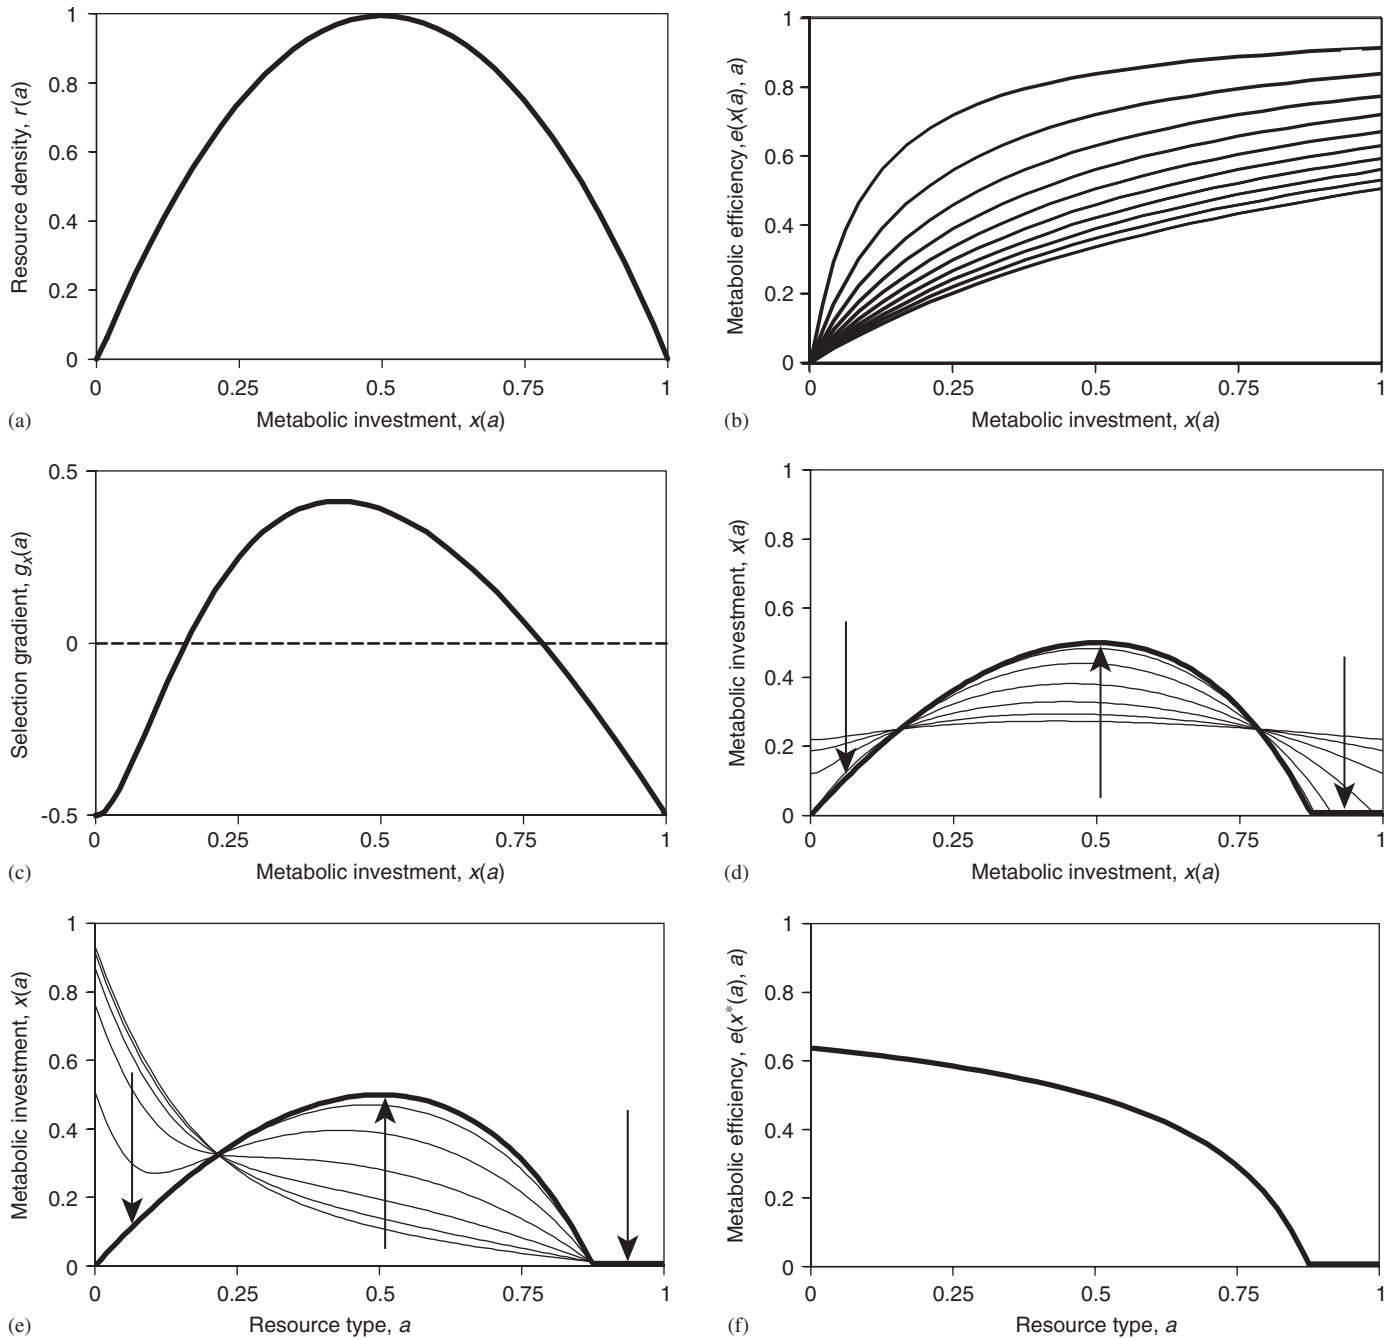 1
0.8
0.6
0.4
0.2
0
Resource density, r(a)
0 0.25 0.5 0.75 1
(a) Metabolic investment, x(a)
1
0.8
0.6
0.4
0.2
0
Metabolic efficiency,e(x(a), a)
0 0.25 0.5 0.75 1
(b) Metabolic investment, x(a)
0.5
0
-0.5
Selection gradient, gx(a)
0 0.25 0.5 0.75 1
(c) Metabolic investment, x(a)
1
0.8
0.6
0.4
0.2
0
Metabolic investment, x(a)
0 0.25 0.5 0.75 1
(d) Metabolic investment, x(a)
1
0.8
0.6
0.4
0.2
0
Metabolic investment, x(a)
0 0.25 0.5 0.75 1
(e) Resource type, a
1
0.8
0.6
0.4
0.2
0
Metabolic efficiency, e(x*(a), a)
0 0.25 0.5 0.75 1
(f) Resource type, a